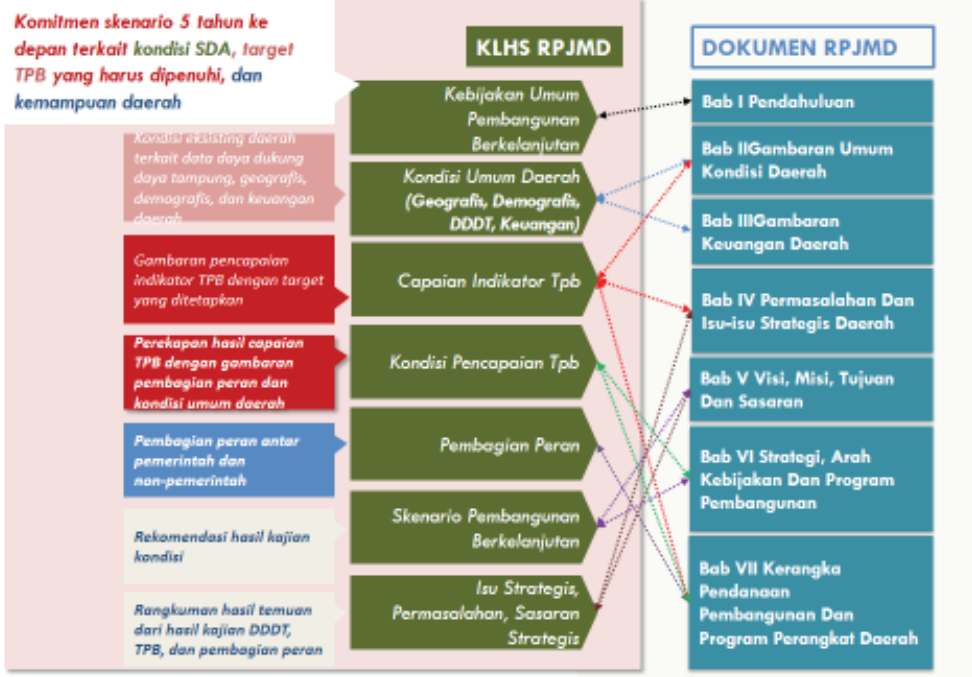 Komitmen skenario 5 tahun ke
depan terkait kondisi SDA, target
TPB yang harus dipenuhi, dan
kemampuan daerah
KLHS RPJMD
DOKUMEN RPJMD
Kondisi eksisting daerah
terkait data daya dukung
daya tampung, geografis,
demografis, dan keuangan
daerah
Gambaran pencapaian
indikator TPB dengan target
yang ditetapkan
Perekapan hasil capaian
TPB dengan gambaran
pembagian peran dan
kondisi umum daerah
Pembagian peran antar
pemerintah dan
non-pemerintah
Rekomendasi hasil kajian
kondisi
Rangkuman hasil temuan
dari hasil kajian DDDT,
TPB, dan pembagian peran
Kebijakan Umum
Pembangunan
Berkelanjutan
Kondisi Umum Daerah
(Geografis, Demografis,
DDDT, Keuangan)
Capaian Indikator Tpb
Kondisi Pencapaian Tpb
Pembagian Peran
Skenario Pembangunan
Berkelanjutan
Isu Strategis,
Permasalahan, Sasaran
Strategis
Bab I Pendahuluan
Bab IIGambaran Umum
Kondisi Daerah
Bab IIIGambaran
Keuangan Daerah
Bab IV Permasalahan Dan
Isu-isu Strategis Daerah
Bab V Visi, Misi, Tujuan
Dan Sasaran
Bab VI Strategi, Arah
Kebijakan Dan Program
Pembangunan
Bab VII Kerangka
Pendanaan
Pembangunan Dan
Program Perangkat Daerah